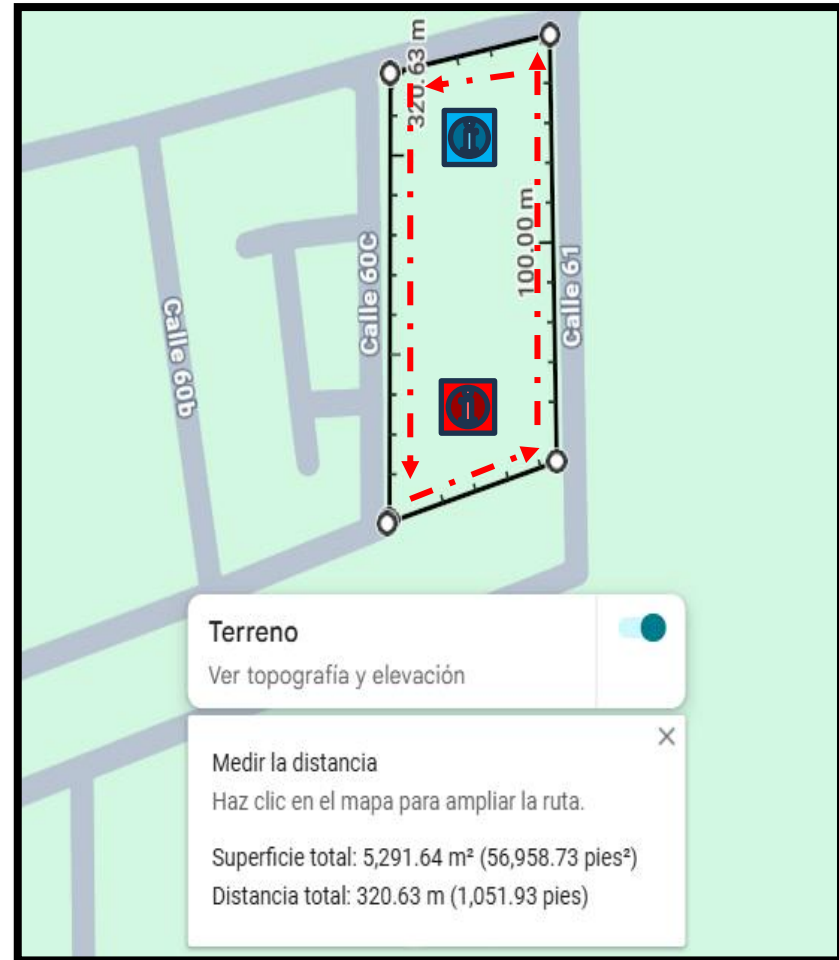 320.63 m
100.00 m
Calle 60C
Calle 61
Calle 60b
Terreno
Ver topografía y elevación
Medir la distancia
Haz clic en el mapa para ampliar la ruta.
Superficie total: 5,291.64 m² (56,958.73 pies²)
Distancia total: 320.63 m (1,051.93 pies)